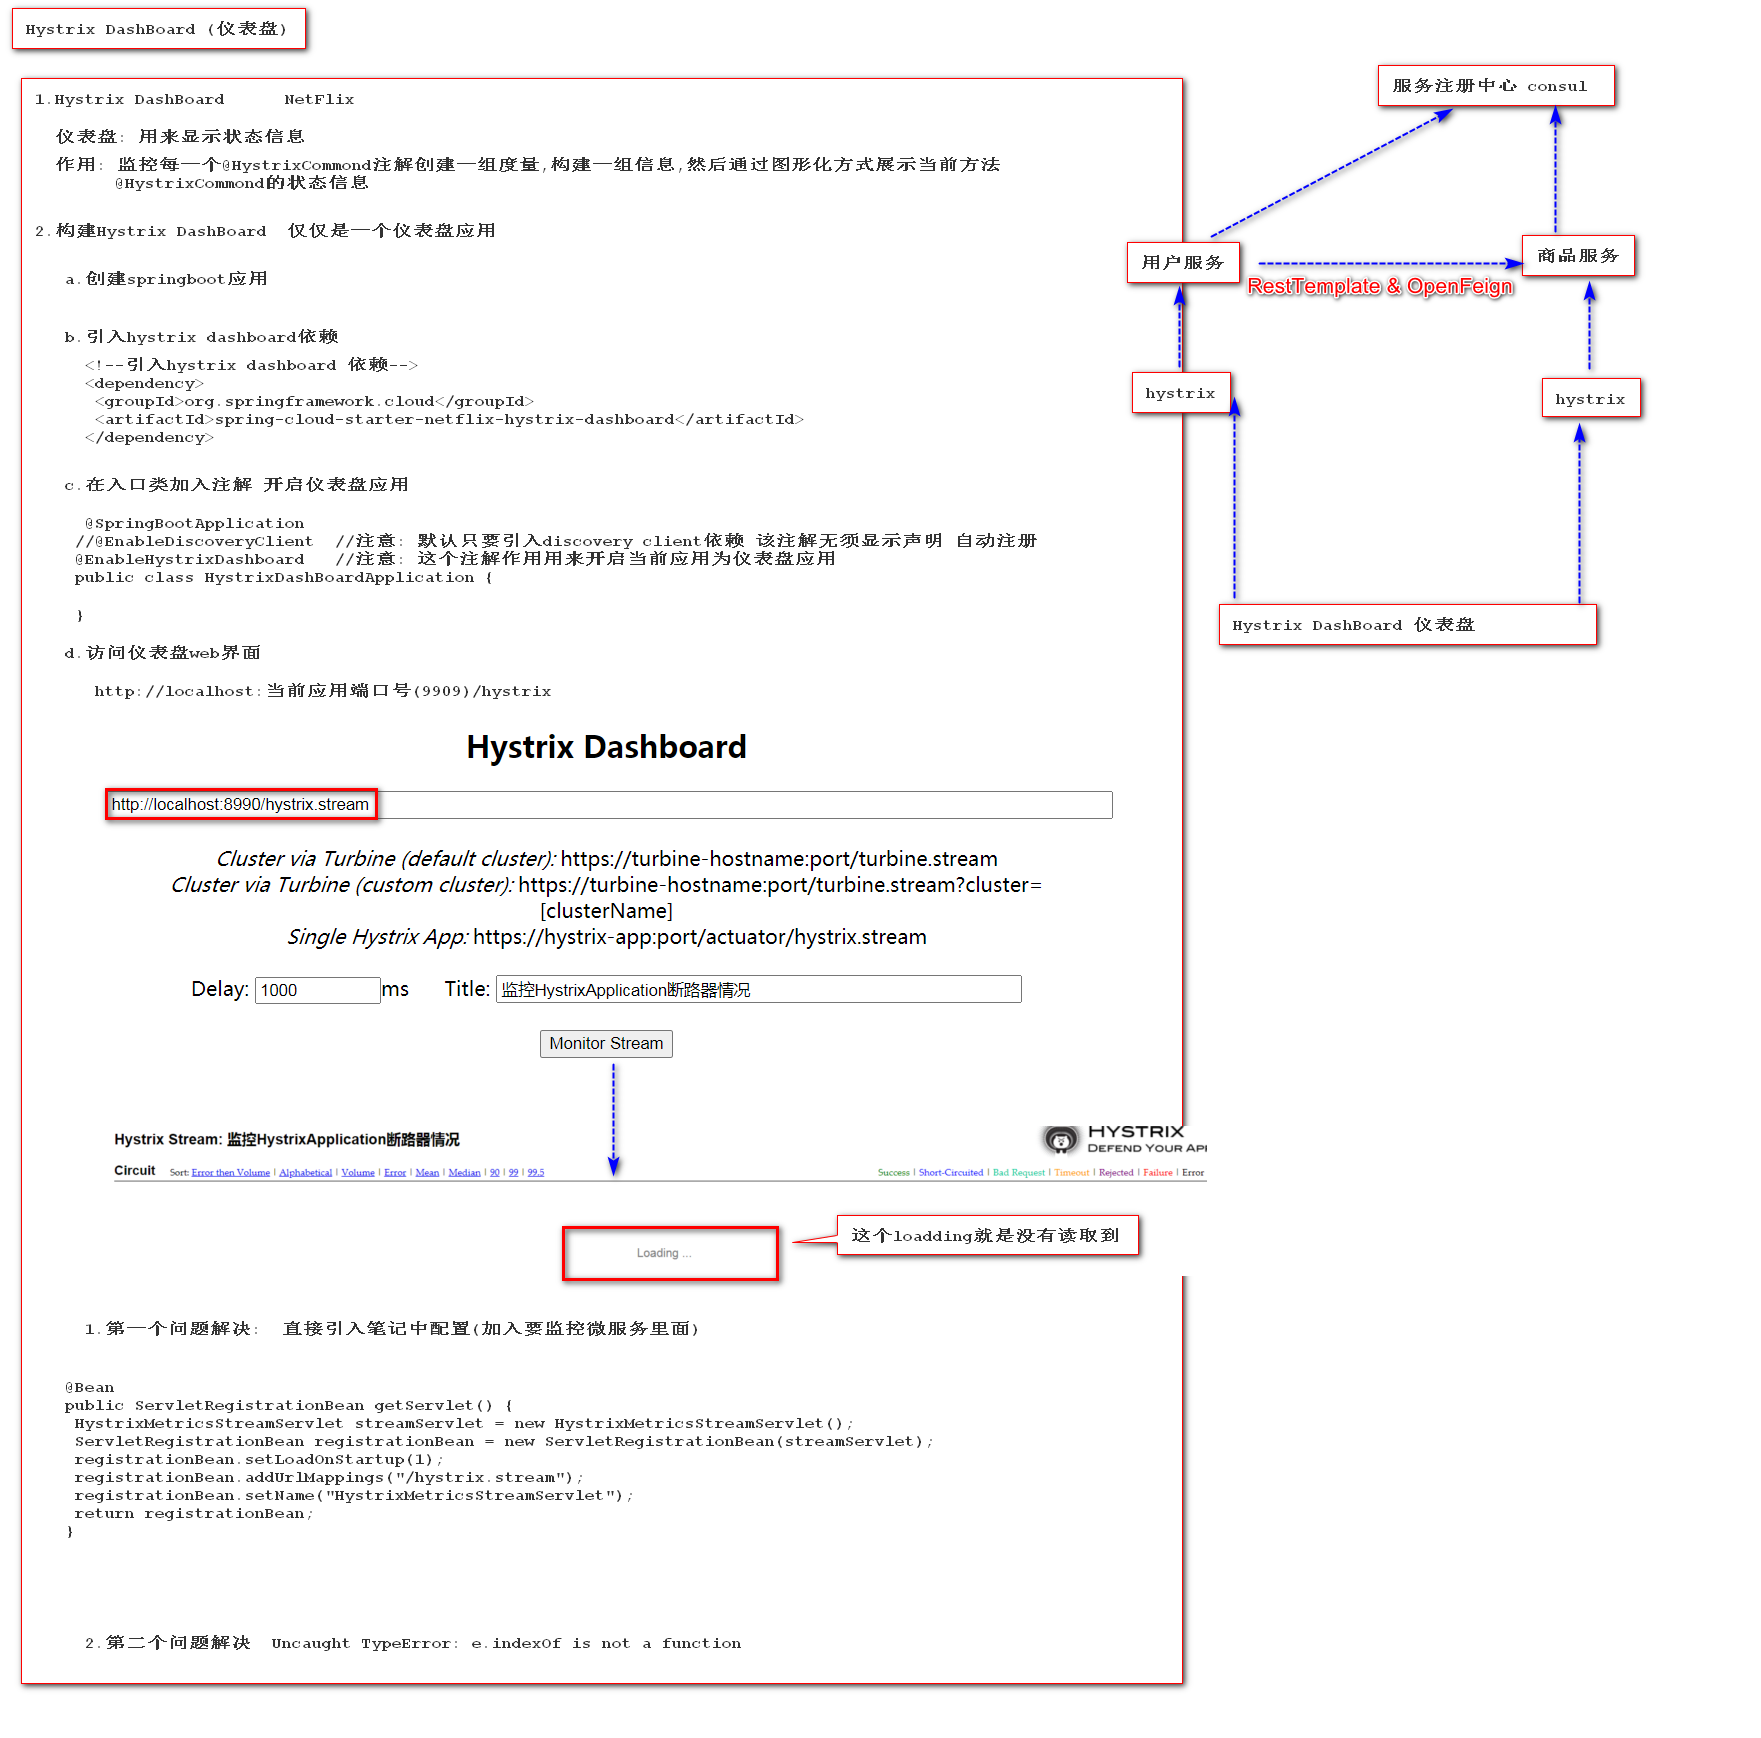 Hystrix DashBoard (仪表盘)
1.Hystrix DashBoard      NetFlix
仪表盘: 用来显示状态信息
作用: 监控每一个@HystrixCommond注解创建一组度量,构建一组信息,然后通过图形化方式展示当前方法
@HystrixCommond的状态信息
2.构建Hystrix DashBoard  仅仅是一个仪表盘应用
a.创建springboot应用
b.引入hystrix dashboard依赖
<!--引入hystrix dashboard 依赖-->
<dependency>
<groupId>org.springframework.cloud</groupId>
<artifactId>spring-cloud-starter-netflix-hystrix-dashboard</artifactId>
</dependency>
c.在入口类加入注解 开启仪表盘应用
@SpringBootApplication
//@EnableDiscoveryClient  //注意: 默认只要引入discovery client依赖 该注解无须显示声明 自动注册
@EnableHystrixDashboard   //注意: 这个注解作用用来开启当前应用为仪表盘应用
public class HystrixDashBoardApplication {
}
d.访问仪表盘web界面
http://localhost:当前应用端口号(9909)/hystrix
Hystrix Dashboard
http://localhost:8990/hystrix.stream
Cluster via Turbine (default cluster): https://turbine-hostname:port/turbine.stream
Cluster via Turbine (custom cluster): https://turbine-hostname:port/turbine.stream?cluster=
[clusterName]
Single Hystrix App: https://hystrix-app:port/actuator/hystrix.stream
Delay: 1000 ms Title: 监控HystrixApplication断路器情况
Monitor Stream
Hystrix Stream: 监控HystrixApplication断路器情况
HYSTRIX
DEFEND YOUR AP
Circuit Sort: Error then Volume | Alphabetical | Volume | Error | Mean | Median | 90 | 99 | 99.5
Success | Short-Circuited | Bad Request | Timeout | Rejected | Failure | Error
Loading ...
这个loadding就是没有读取到
1.第一个问题解决:  直接引入笔记中配置(加入要监控微服务里面)
@Bean
public ServletRegistrationBean getServlet() {
HystrixMetricsStreamServlet streamServlet = new HystrixMetricsStreamServlet();
ServletRegistrationBean registrationBean = new ServletRegistrationBean(streamServlet);
registrationBean.setLoadOnStartup(1);
registrationBean.addUrlMappings("/hystrix.stream");
registrationBean.setName("HystrixMetricsStreamServlet");
return registrationBean;
}
2.第二个问题解决  Uncaught TypeError: e.indexOf is not a function
服务注册中心 consul
用户服务
商品服务
RestTemplate & OpenFeign
hystrix
hystrix
Hystrix DashBoard 仪表盘